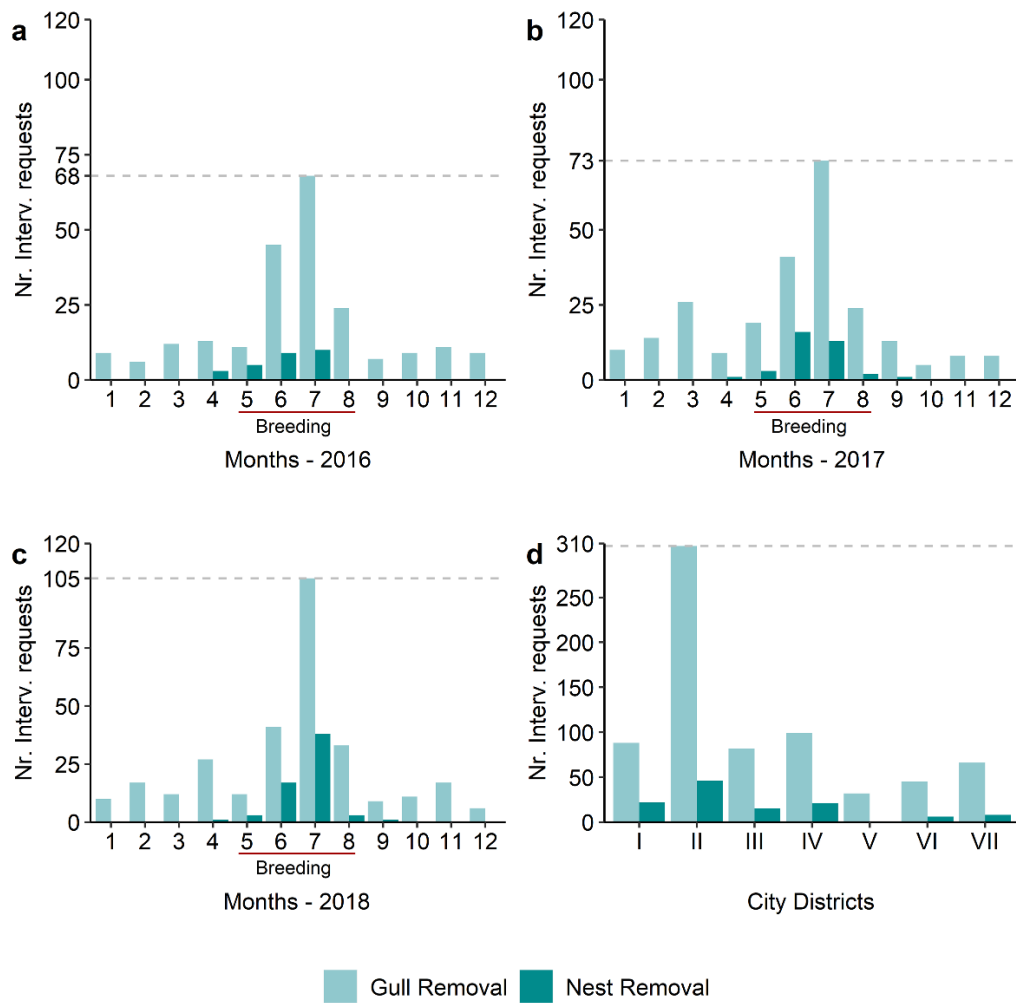 a
Nr. Interv. requests
120
100
75
68
50
25
0
1 2 3 4 5 6 7 8 9 10 11 12
Breeding
Months - 2016
b
Nr. Interv. requests
120
100
73
50
25
0
1 2 3 4 5 6 7 8 9 10 11 12
Breeding
Months - 2017
c
Nr. Interv. requests
120
105
75
50
25
0
1 2 3 4 5 6 7 8 9 10 11 12
Breeding
Months - 2018
d
Nr. Interv. requests
310
250
200
150
100
50
0
I II III IV V VI VII
City Districts
Gull Removal Nest Removal